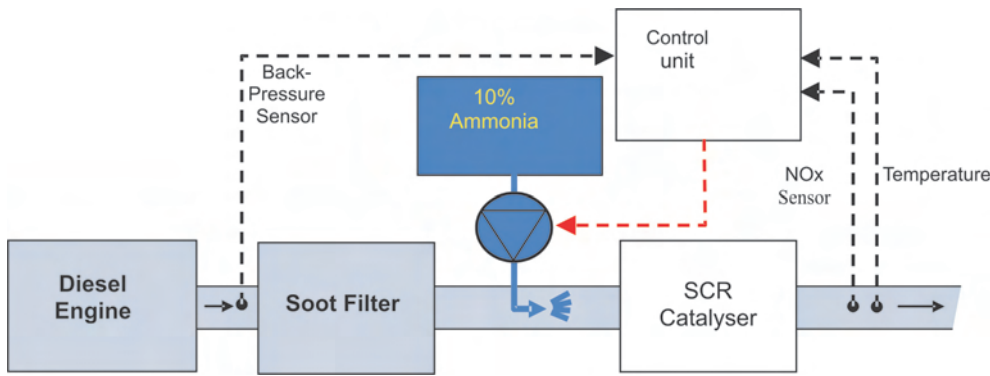 Control
unit
Back-
Pressure
Sensor
10%
Ammonia
NOx
Sensor
Temperature
Diesel
Engine
Soot Filter
SCR
Catalyser